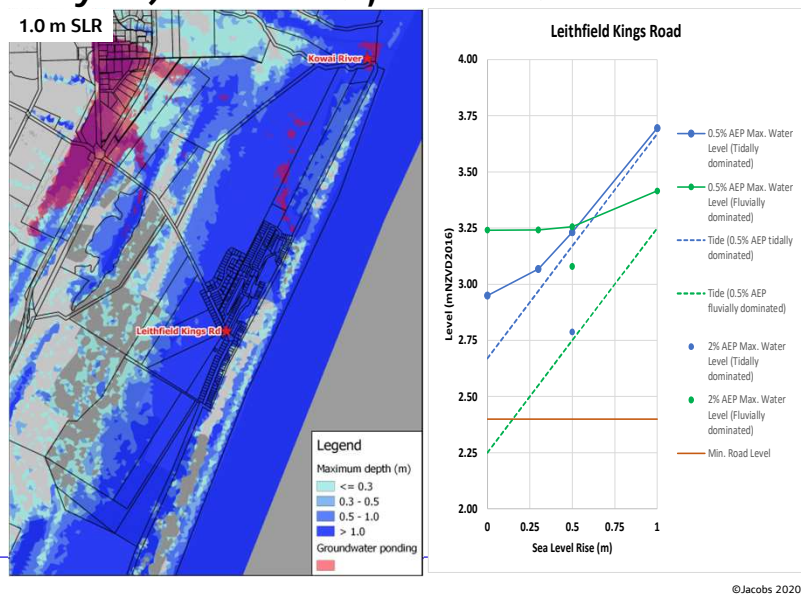 1.0 m SLR
Kowai River
Leithfield Kings Rd
Legend
Maximum depth (m)
<= 0.3
0.3 - 0.5
0.5 - 1.0
> 1.0
Groundwater ponding
Leithfield Kings Road
Level (mNZVD2016)
4.00
3.75
3.50
3.25
3.00
2.75
2.50
2.25
2.00
0
0.25
0.5
0.75
1
Sea Level Rise (m)
0.5% AEP Max. Water
Level (Tidally
dominated)
0.5% AEP Max. Water
Level (Fluvially
dominated)
Tide (0.5% AEP tidally
dominated)
Tide (0.5% AEP
fluvially dominated)
2% AEP Max. Water
Level (Tidally
dominated)
2% AEP Max. Water
Level (Fluvially
dominated)
Min. Road Level
©Jacobs 2020